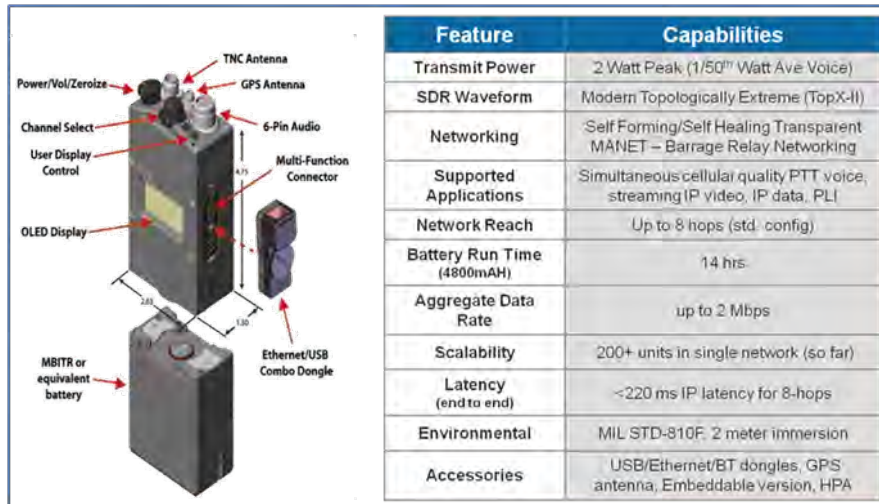 TNC Antenna
Power/Vol/Zeroize
GPS Antenna
Channel Select
6-Pin Audio
User Display
Control
Multi-Function
Connector
4.75
OLED Display
2.65
1.50
Ethernet/USB
Combo Dongle
MBITR or
equivalent
battery
Feature Capabilities
Transmit Power 2 Watt Peak (1/50th Watt Ave Voice)
SDR Waveform Modern Topologically Extreme (TopX-II)
Networking Self Forming/Self Healing Transparent
MANET – Barrage Relay Networking
Supported
Applications Simultaneous cellular quality PTT voice,
streaming IP video, IP data, PLI
Network Reach Up to 8 hops (std. config)
Battery Run Time
(4800mAH) 14 hrs
Aggregate Data
Rate up to 2 Mbps
Scalability 200+ units in single network (so far)
Latency
(end to end) <220 ms IP latency for 8-hops
Environmental MIL STD-810F, 2 meter immersion
Accessories USB/Ethernet/BT dongles, GPS
antenna, Embeddable version, HPA